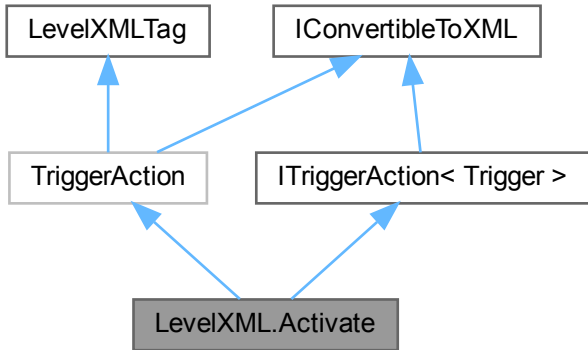 LevelXMLTag
IConvertibleToXML
TriggerAction
ITriggerAction< Trigger >
LevelXML.Activate